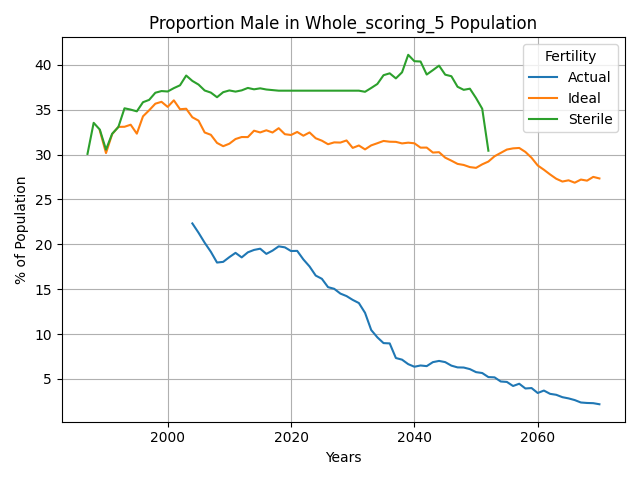 Proportion Male in Whole_scoring_5 Population
Fertility
Actual
Ideal
Sterile
% of Population
40
35
30
25
20
15
10
5
2000
2020
2040
2060
Years